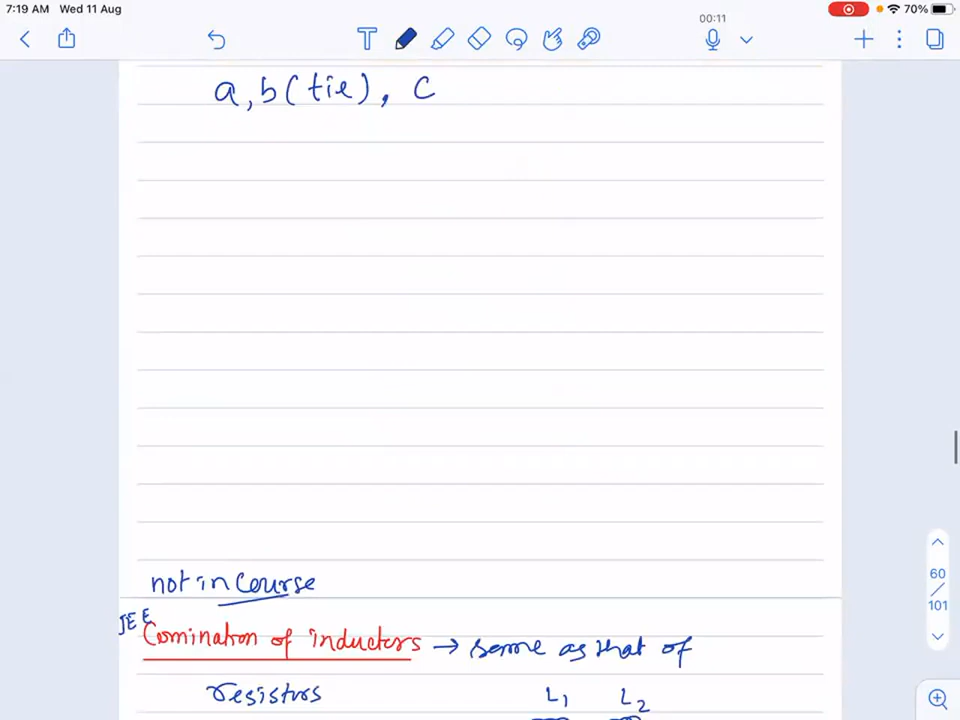 7:19 AM Wed 11 Aug
70%
00:11
a, b (tie), c
60
/
101
not in course
JEE
Comination of inductors → same as that of
resistors L1 L2